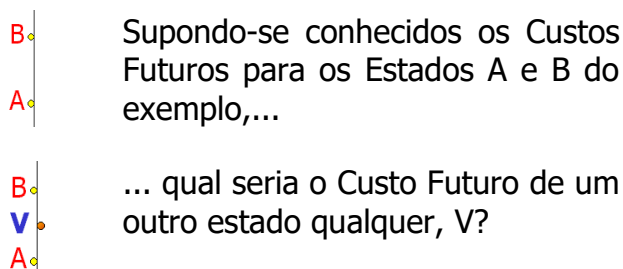 B
Supondo-se conhecidos os Custos
Futuros para os Estados A e B do
A
exemplo,...
B
... qual seria o Custo Futuro de um
V
outro estado qualquer, V?
A